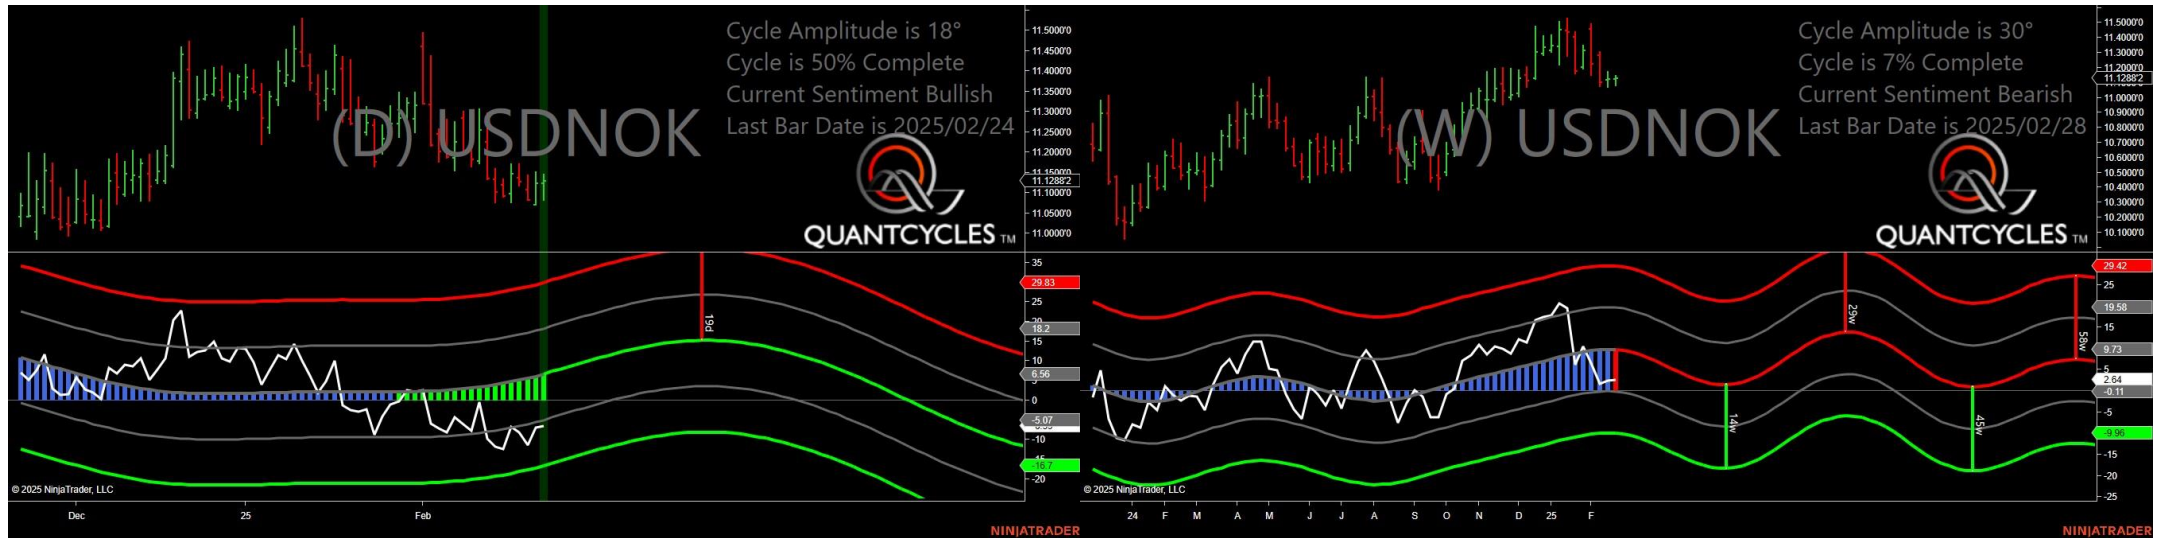 Cycle Amplitude is 18°
Cycle is 50% Complete
Current Sentiment Bullish
Last Bar Date is 2025/02/24
(D) USDNOK
QUANTCYCLES TM
11.5000'0
11.4500'0
11.4000'0
11.3500'0
11.3000'0
11.2500'0
11.2000'0
11.1288'2
11.1000'0
11.0500'0
11.0000'0
35
29.83
25
18.2
15
10
6.56
0
-5.07
-10
-16.7
-20
19d
© 2025 NinjaTrader, LLC
Dec
25
Feb
NINJATRADER
Cycle Amplitude is 30°
Cycle is 7% Complete
Current Sentiment Bearish
Last Bar Date is 2025/02/28
(W) USDNOK
QUANTCYCLES TM
11.5000'0
11.4000'0
11.3000'0
11.2000'0
11.1288'2
11.0000'0
10.9000'0
10.8000'0
10.7000'0
10.6000'0
10.5000'0
10.4000'0
10.3000'0
10.2000'0
10.1000'0
29.42
25
19.58
15
9.73
5
2.64
-0.11
-5
-9.96
-15
-20
-25
29w
58w
14w
45w
© 2025 NinjaTrader, LLC
24
F
M
A
M
J
J
A
S
O
N
D
25
F
NINJATRADER